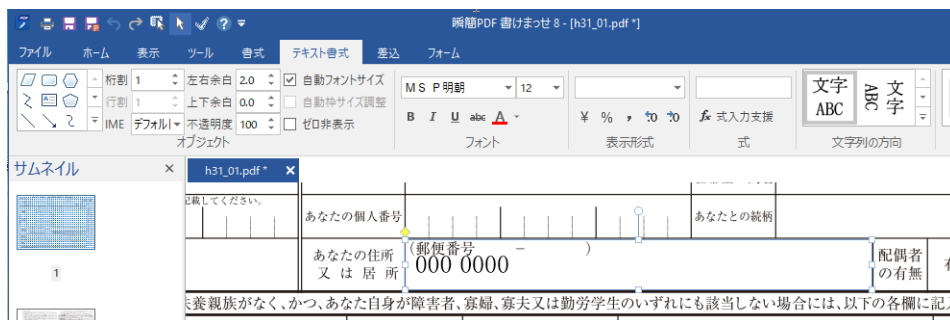 瞬簡PDF 書けまっせ 8 - [h31_01.pdf *]
ファイル ホーム 表示 ツール 書式 テキスト書式 差込 フォーム
桁割 1 左右余白 2.0 自動フォントサイズ
行割 1 上下余白 0.0 自動枠サイズ調整
IME デフォル 不透明度 100 ゼロ非表示
オブジェクト
ＭＳ Ｐ明朝 12
B I U abc A
フォント
¥ % ,
表示形式
fx 式入力支援
式
文字 ABC
ABC 文字
文字列の方向
サムネイル
h31_01.pdf *
1
記載してください。
あなたの個人番号
あなたとの続柄
あなたの住所
又は居所
(郵便番号 － )
000 0000
配偶者
の有無
養親族がなく、かつ、あなた自身が障害者、寡婦、寡夫又は勤労学生のいずれにも該当しない場合には、以下の各欄に記